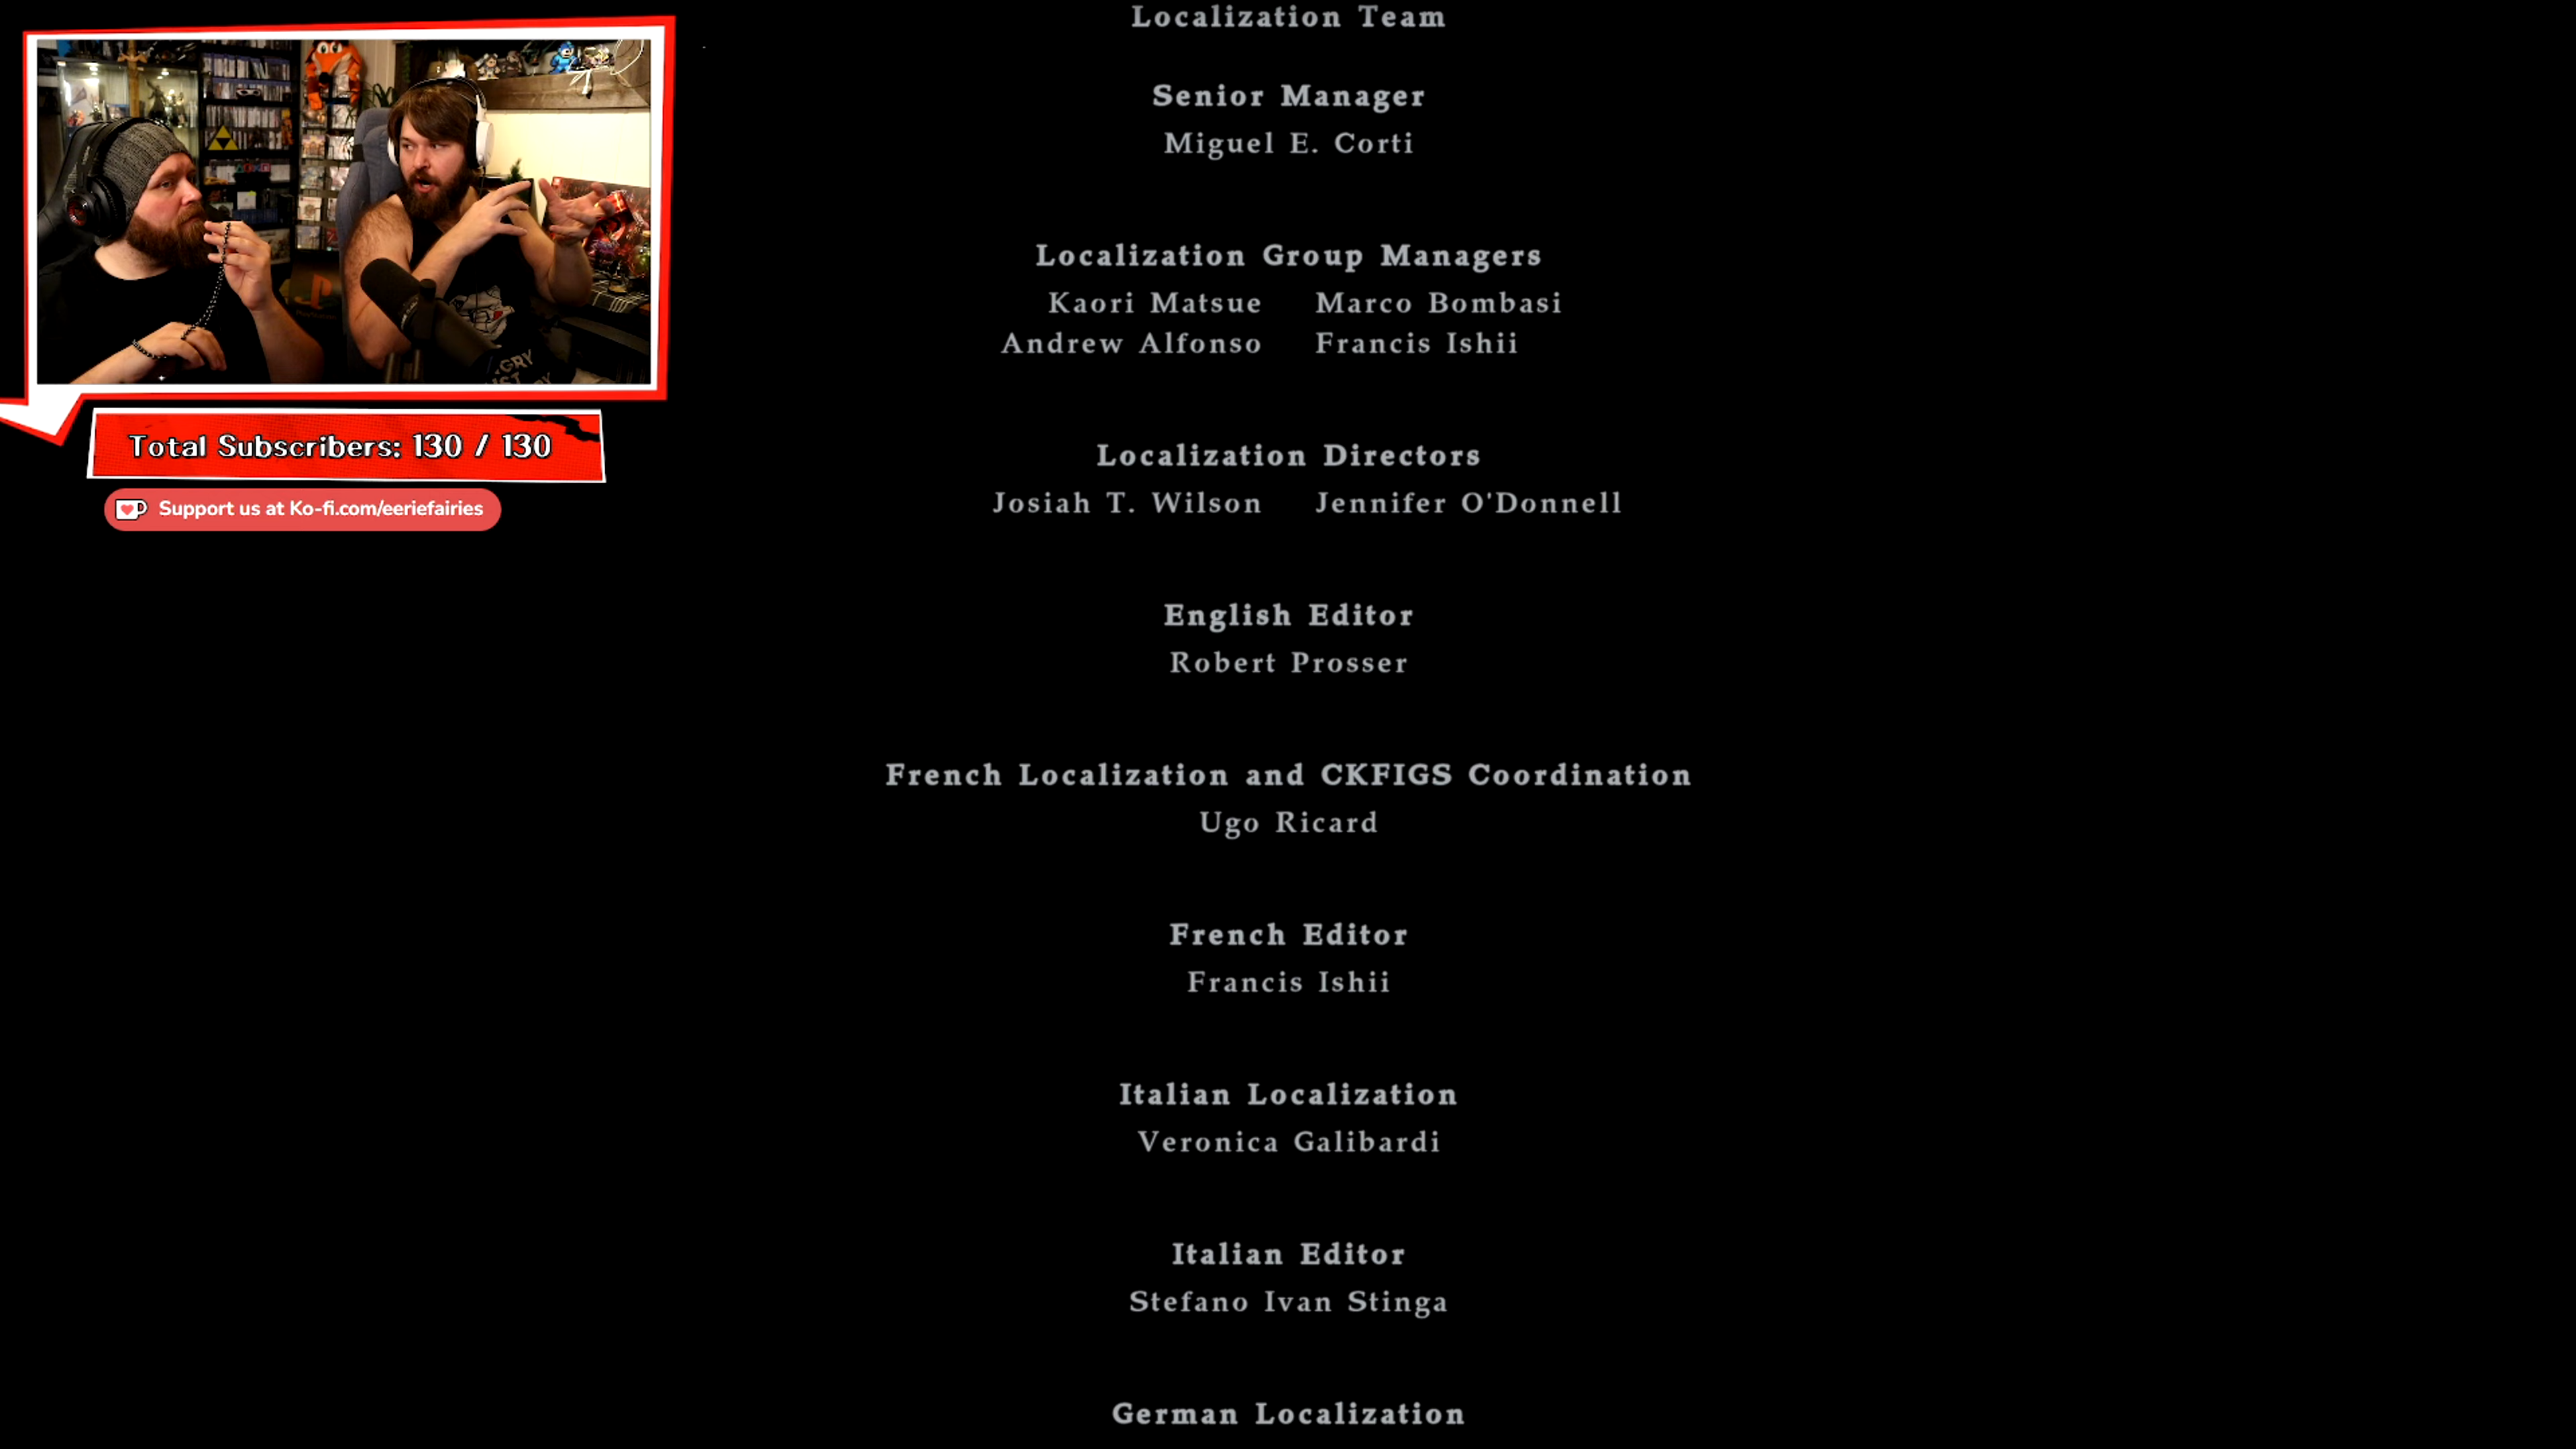 Total Subscribers: 130 / 130
Support us at Ko-fi.com/eeriefairies
Localization Team
Senior Manager
Miguel E. Corti
Localization Group Managers
Kaori Matsue Marco Bombasi
Andrew Alfonso Francis Ishii
Localization Directors
Josiah T. Wilson Jennifer O'Donnell
English Editor
Robert Prosser
French Localization and CKFIGS Coordination
Ugo Ricard
French Editor
Francis Ishii
Italian Localization
Veronica Galibardi
Italian Editor
Stefano Ivan Stinga
German Localization